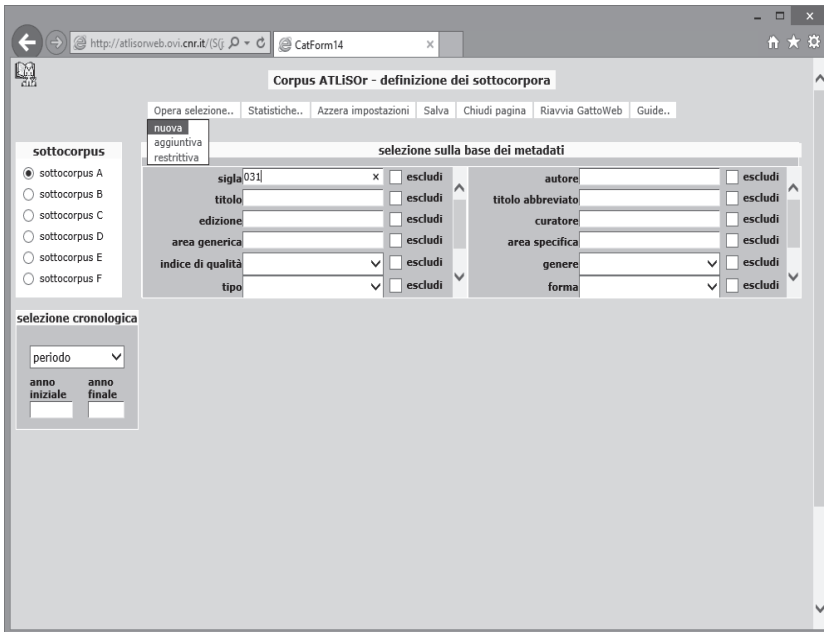 http://atlisorweb.ovi.cnr.it/(S(j
CatForm14
Corpus ATLiSOr - definizione dei sottocorpora
Opera selezione.. Statistiche.. Azzera impostazioni Salva Chiudi pagina Riavvia GattoWeb Guide..
nuova
aggiuntiva
restrittiva
sottocorpus
sottocorpus A
sottocorpus B
sottocorpus C
sottocorpus D
sottocorpus E
sottocorpus F
selezione sulla base dei metadati
sigla 031 x escludi autore escludi
titolo escludi titolo abbreviato escludi
edizione escludi curatore escludi
area generica escludi area specifica escludi
indice di qualità escludi genere escludi
tipo escludi forma escludi
selezione cronologica
periodo
anno anno
iniziale finale